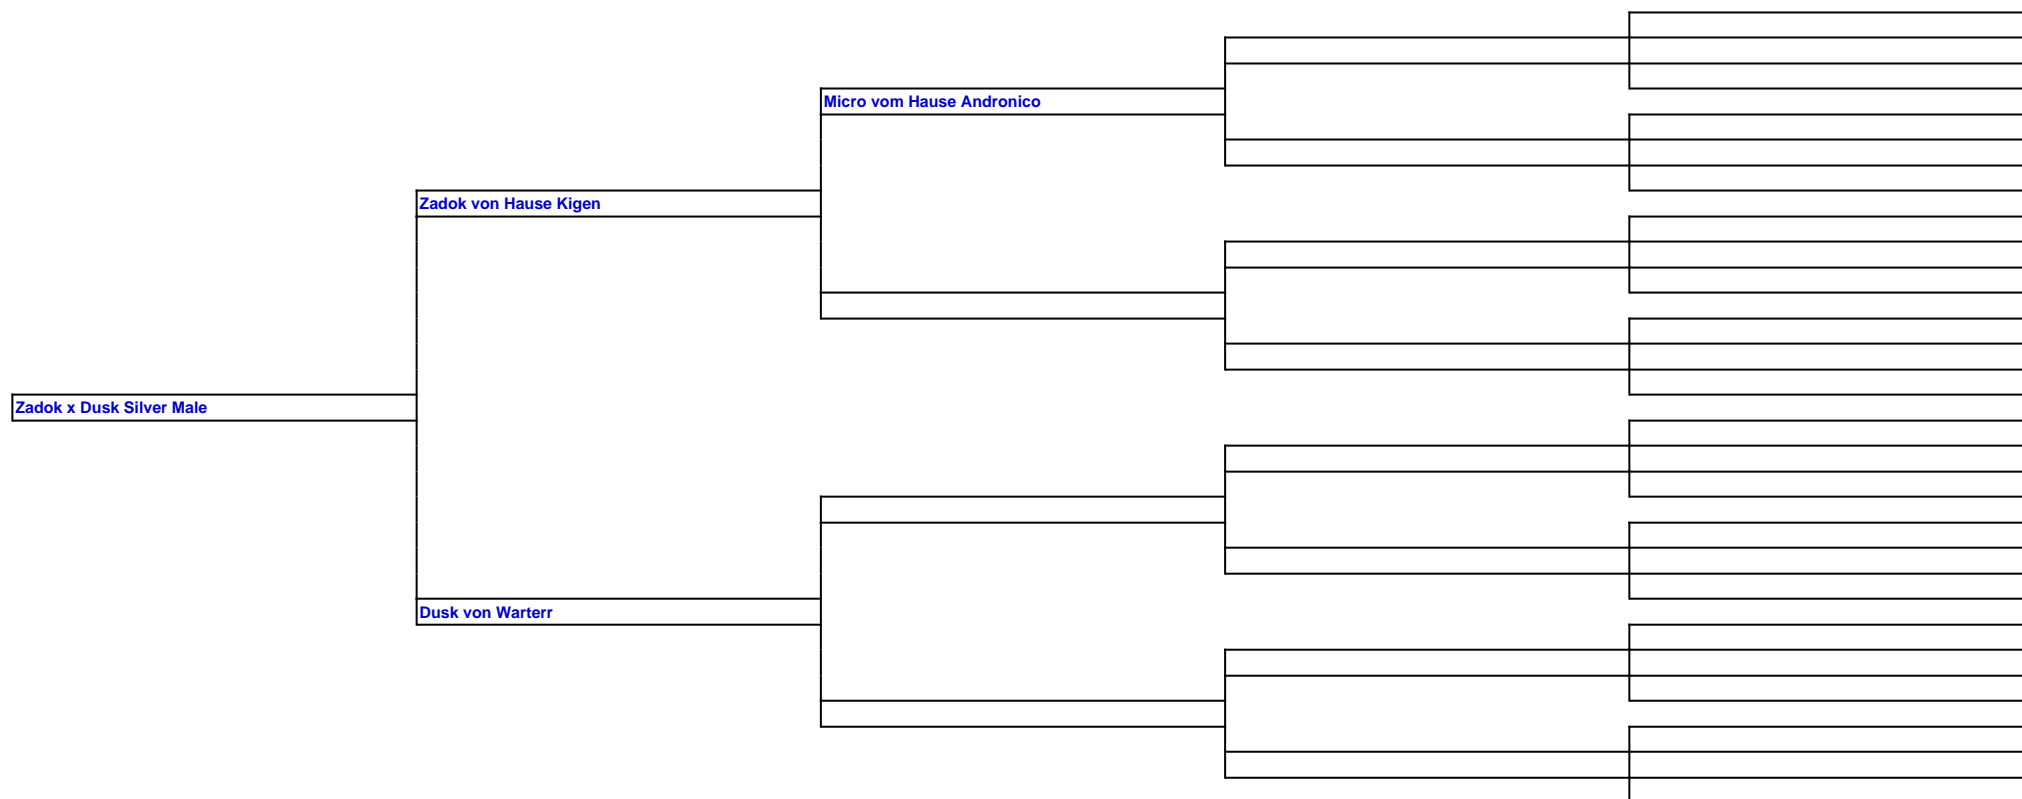 Micro vom Hause Andronico
Zadok von Hause Kigen
Zadok x Dusk Silver Male
Dusk von Warterr